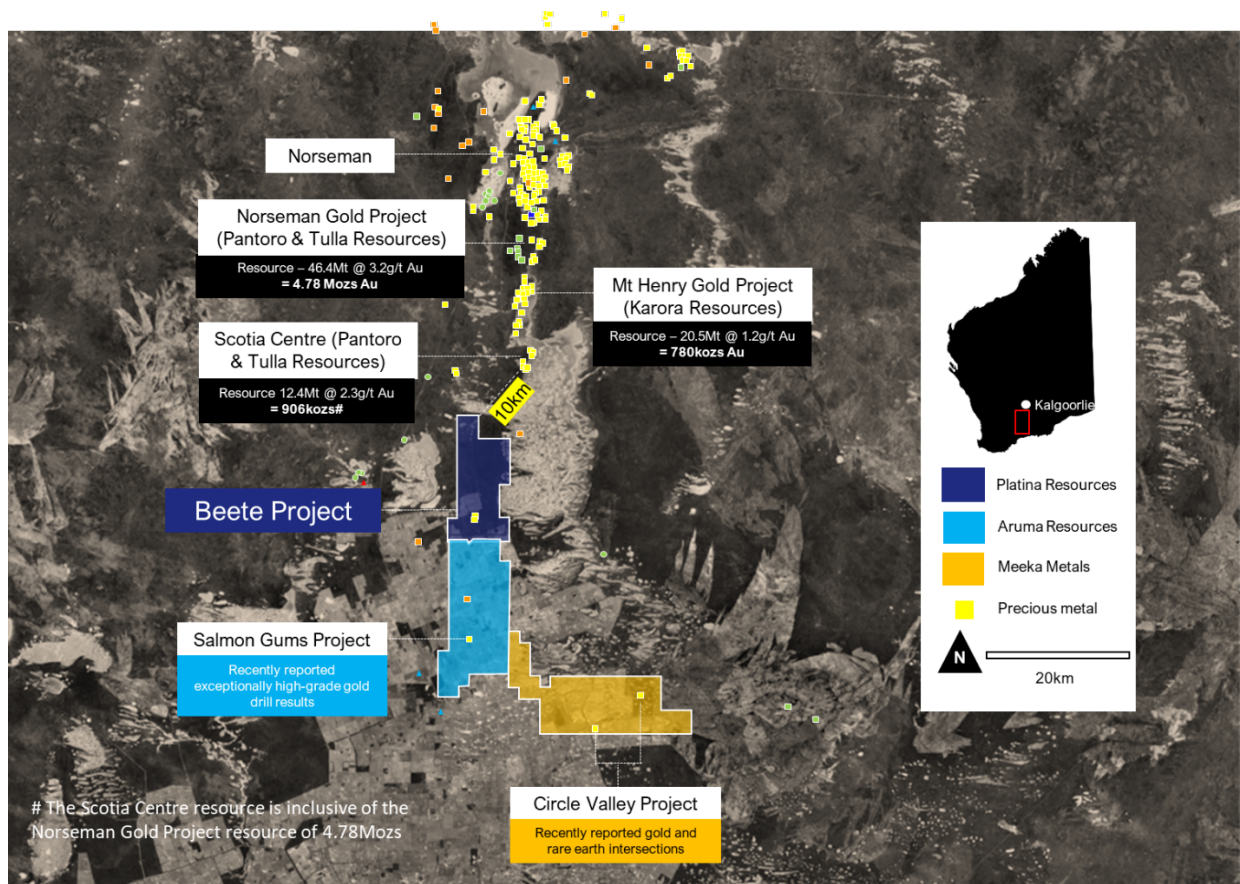 Norseman
Norseman Gold Project
(Pantoro & Tulla Resources)
Resource – 46.4Mt @ 3.2g/t Au
= 4.78 Mozs Au
Mt Henry Gold Project
(Karora Resources)
Resource – 20.5Mt @ 1.2g/t Au
= 780kozs Au
Scotia Centre (Pantoro
& Tulla Resources)
Resource 12.4Mt @ 2.3g/t Au
= 906kozs#
10km
Beete Project
Salmon Gums Project
Recently reported
exceptionally high-grade gold
drill results
Circle Valley Project
Recently reported gold and
rare earth intersections
# The Scotia Centre resource is inclusive of the
Norseman Gold Project resource of 4.78Mozs
Kalgoorlie
Platina Resources
Aruma Resources
Meeka Metals
Precious metal
N
20km